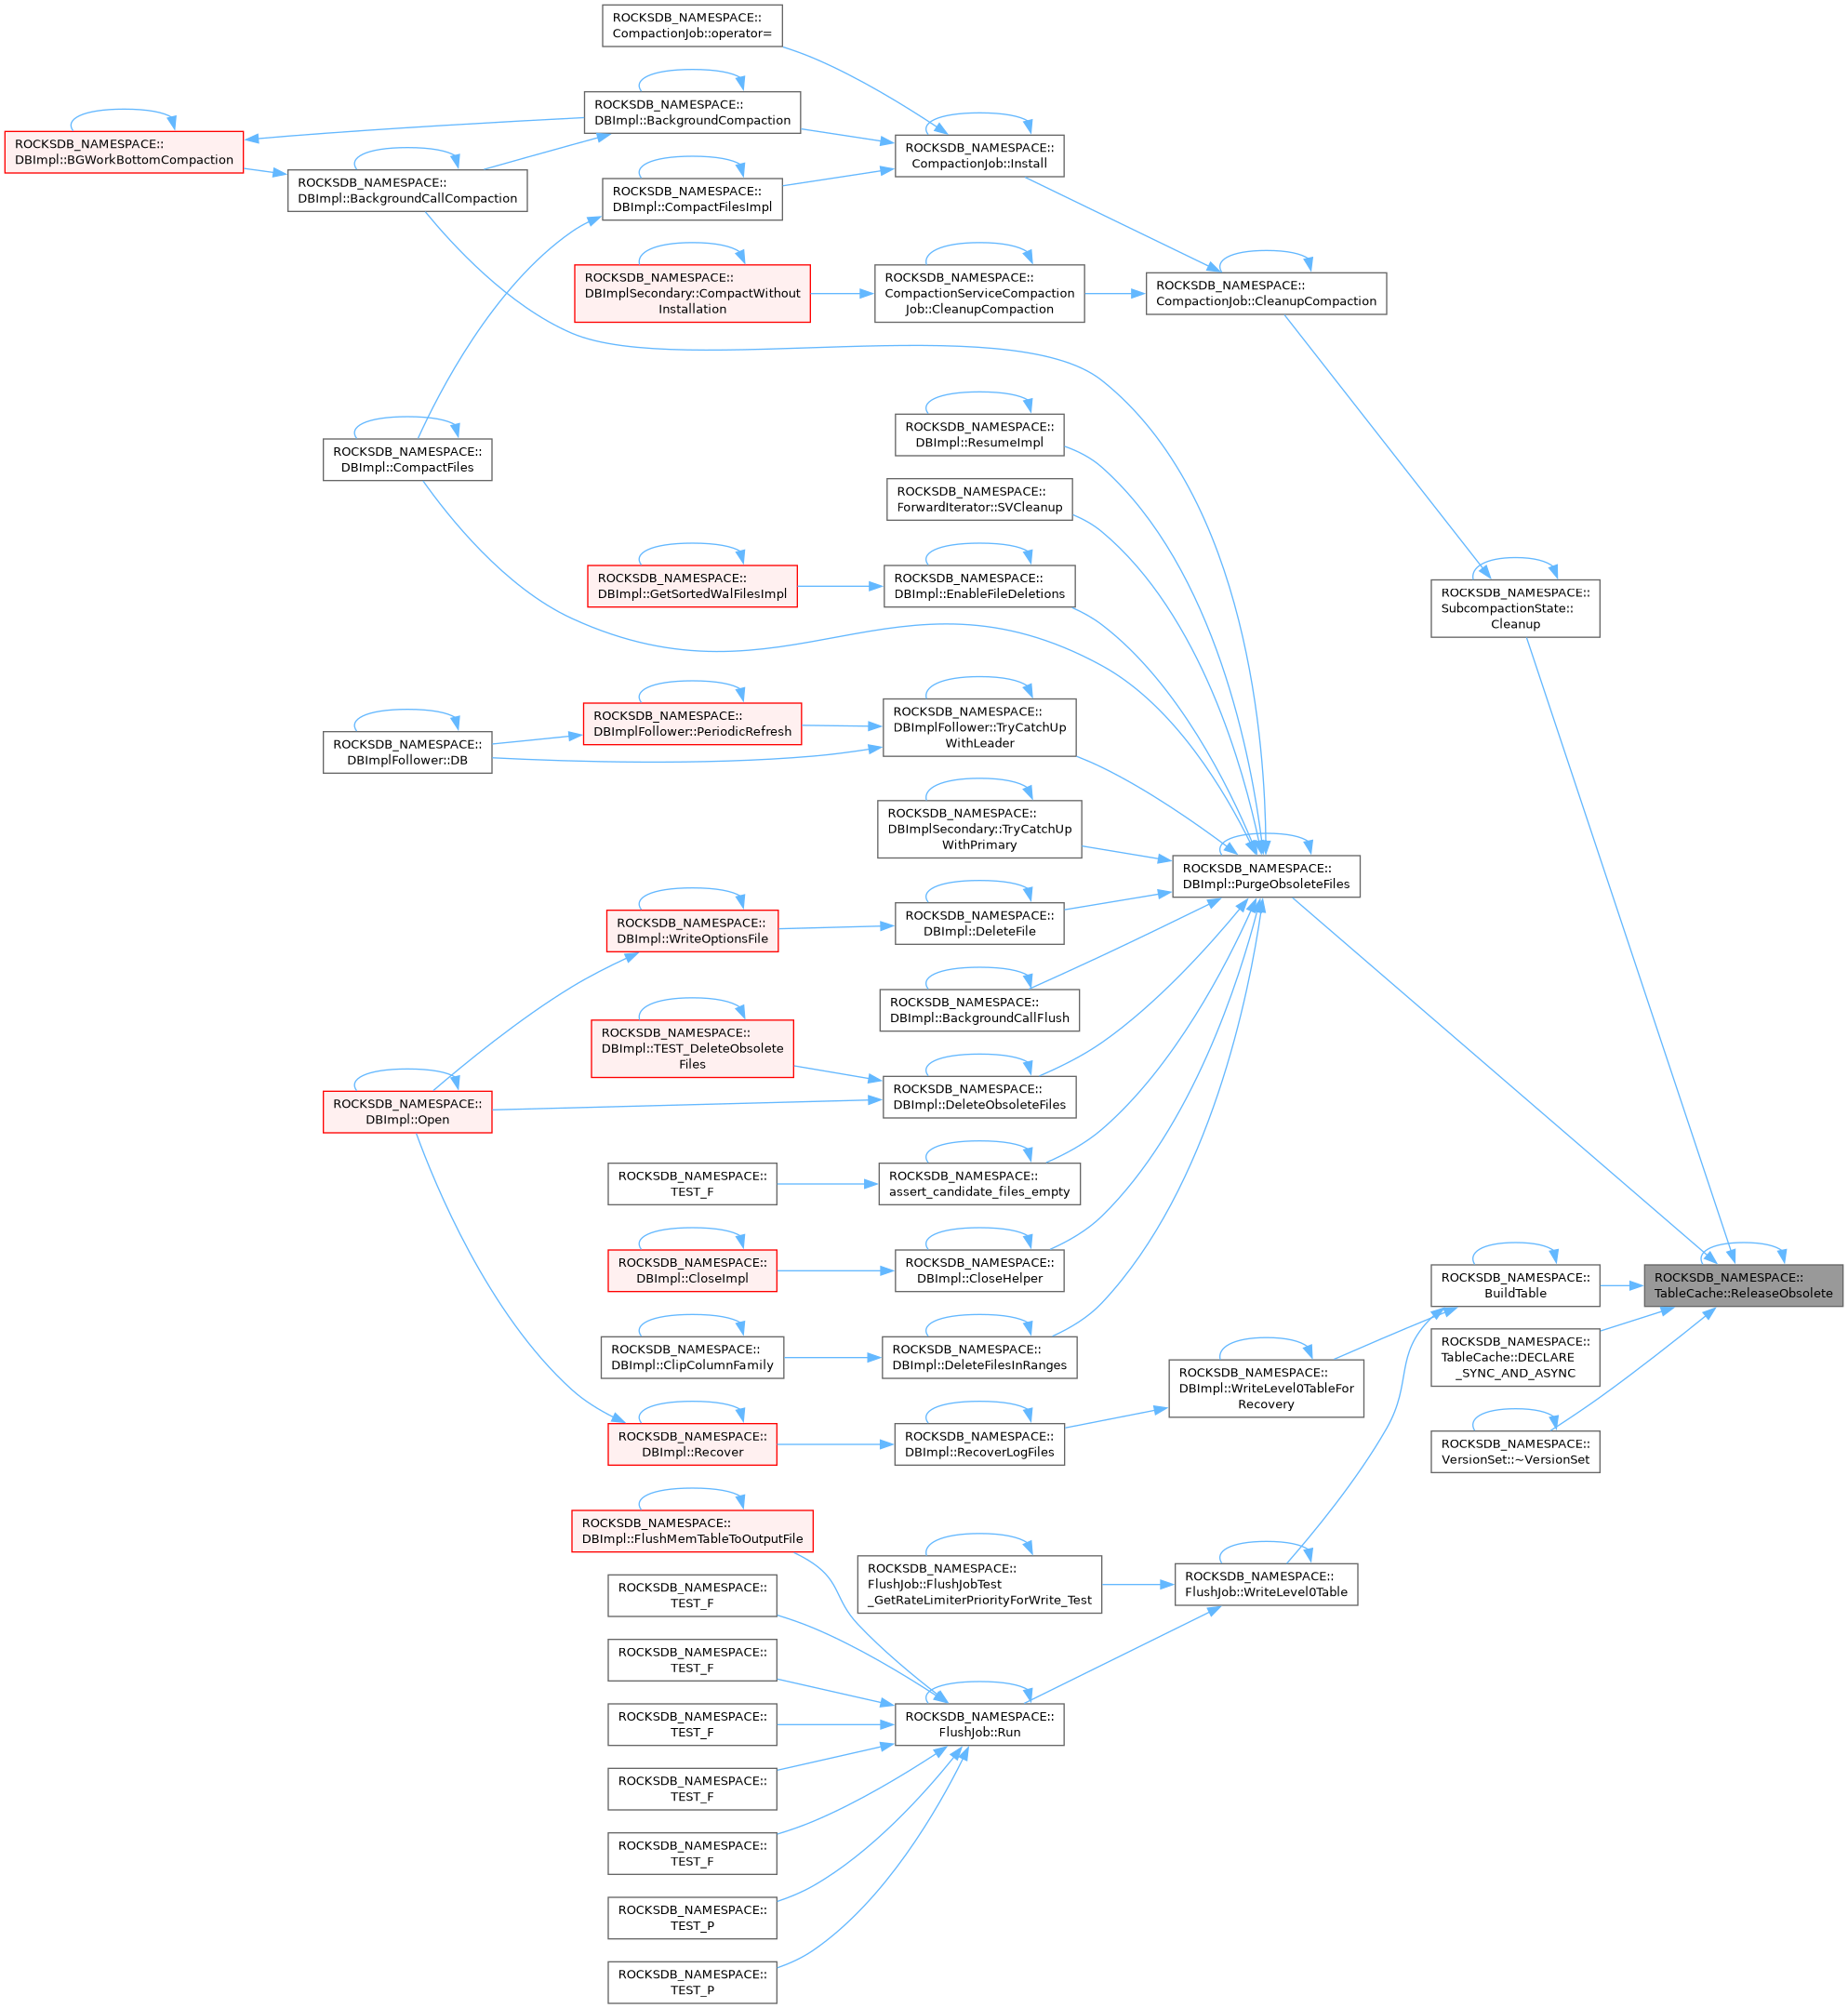 ROCKSDB_NAMESPACE::
CompactionJob::operator=
ROCKSDB_NAMESPACE::
DBImpl::BackgroundCompaction
ROCKSDB_NAMESPACE::
DBImpl::BGWorkBottomCompaction
ROCKSDB_NAMESPACE::
CompactionJob::Install
ROCKSDB_NAMESPACE::
DBImpl::BackgroundCallCompaction
ROCKSDB_NAMESPACE::
DBImpl::CompactFilesImpl
ROCKSDB_NAMESPACE::
DBImplSecondary::CompactWithout
Installation
ROCKSDB_NAMESPACE::
CompactionServiceCompaction
Job::CleanupCompaction
ROCKSDB_NAMESPACE::
CompactionJob::CleanupCompaction
ROCKSDB_NAMESPACE::
DBImpl::ResumeImpl
ROCKSDB_NAMESPACE::
DBImpl::CompactFiles
ROCKSDB_NAMESPACE::
ForwardIterator::SVCleanup
ROCKSDB_NAMESPACE::
DBImpl::GetSortedWalFilesImpl
ROCKSDB_NAMESPACE::
DBImpl::EnableFileDeletions
ROCKSDB_NAMESPACE::
SubcompactionState::
Cleanup
ROCKSDB_NAMESPACE::
DBImplFollower::PeriodicRefresh
ROCKSDB_NAMESPACE::
DBImplFollower::TryCatchUp
WithLeader
ROCKSDB_NAMESPACE::
DBImplFollower::DB
ROCKSDB_NAMESPACE::
DBImplSecondary::TryCatchUp
WithPrimary
ROCKSDB_NAMESPACE::
DBImpl::PurgeObsoleteFiles
ROCKSDB_NAMESPACE::
DBImpl::WriteOptionsFile
ROCKSDB_NAMESPACE::
DBImpl::DeleteFile
ROCKSDB_NAMESPACE::
DBImpl::BackgroundCallFlush
ROCKSDB_NAMESPACE::
DBImpl::TEST_DeleteObsolete
Files
ROCKSDB_NAMESPACE::
DBImpl::DeleteObsoleteFiles
ROCKSDB_NAMESPACE::
DBImpl::Open
ROCKSDB_NAMESPACE::
TEST_F
ROCKSDB_NAMESPACE::
assert_candidate_files_empty
ROCKSDB_NAMESPACE::
DBImpl::CloseImpl
ROCKSDB_NAMESPACE::
DBImpl::CloseHelper
ROCKSDB_NAMESPACE::
BuildTable
ROCKSDB_NAMESPACE::
TableCache::ReleaseObsolete
ROCKSDB_NAMESPACE::
DBImpl::ClipColumnFamily
ROCKSDB_NAMESPACE::
DBImpl::DeleteFilesInRanges
ROCKSDB_NAMESPACE::
TableCache::DECLARE
_SYNC_AND_ASYNC
ROCKSDB_NAMESPACE::
DBImpl::WriteLevel0TableFor
Recovery
ROCKSDB_NAMESPACE::
DBImpl::Recover
ROCKSDB_NAMESPACE::
DBImpl::RecoverLogFiles
ROCKSDB_NAMESPACE::
VersionSet::~VersionSet
ROCKSDB_NAMESPACE::
DBImpl::FlushMemTableToOutputFile
ROCKSDB_NAMESPACE::
FlushJob::FlushJobTest
_GetRateLimiterPriorityForWrite_Test
ROCKSDB_NAMESPACE::
FlushJob::WriteLevel0Table
ROCKSDB_NAMESPACE::
TEST_F
ROCKSDB_NAMESPACE::
TEST_F
ROCKSDB_NAMESPACE::
TEST_F
ROCKSDB_NAMESPACE::
FlushJob::Run
ROCKSDB_NAMESPACE::
TEST_F
ROCKSDB_NAMESPACE::
TEST_F
ROCKSDB_NAMESPACE::
TEST_P
ROCKSDB_NAMESPACE::
TEST_P